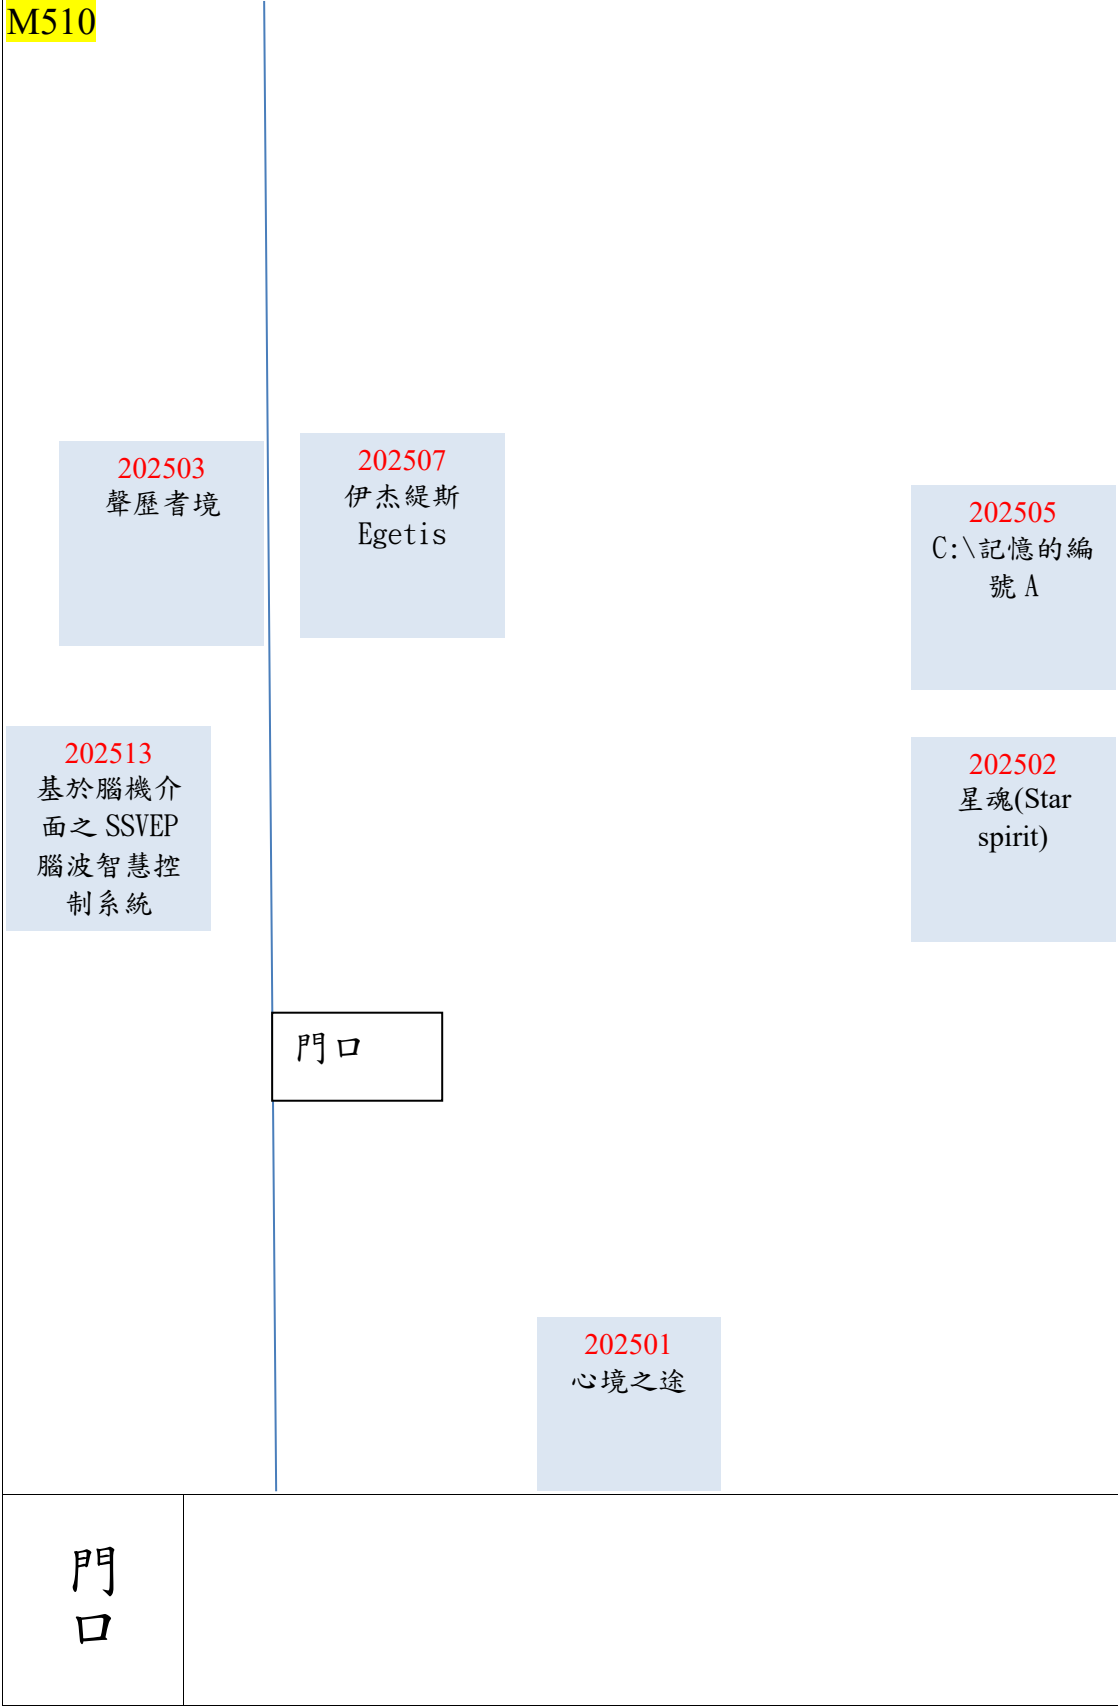 M510
202503
聲歷耆境
202507
伊杰緹斯
Egetis
202505
C:\記憶的編
號 A
202513
基於腦機介
面之 SSVEP
腦波智慧控
制系統
202502
星魂(Star
spirit)
門口
202501
心境之途
門
口